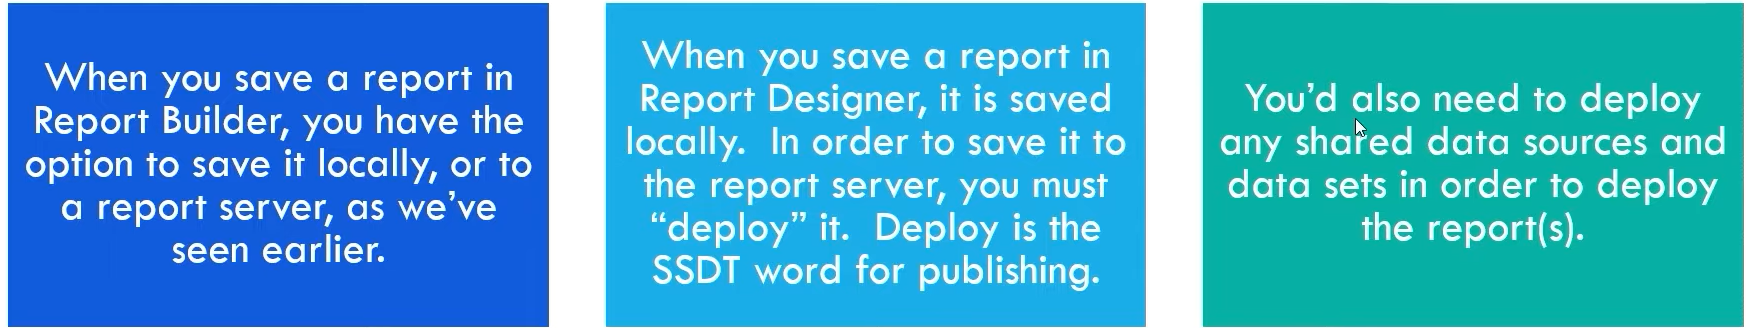 When you save a report in
Report Builder, you have the
option to save it locally, or to
a report server, as we’ve
seen earlier.
When you save a report in
Report Designer, it is saved
locally.  In order to save it to
the report server, you must
“deploy” it.  Deploy is the
SSDT word for publishing.
You’d also need to deploy
any shared data sources and
data sets in order to deploy
the report(s).